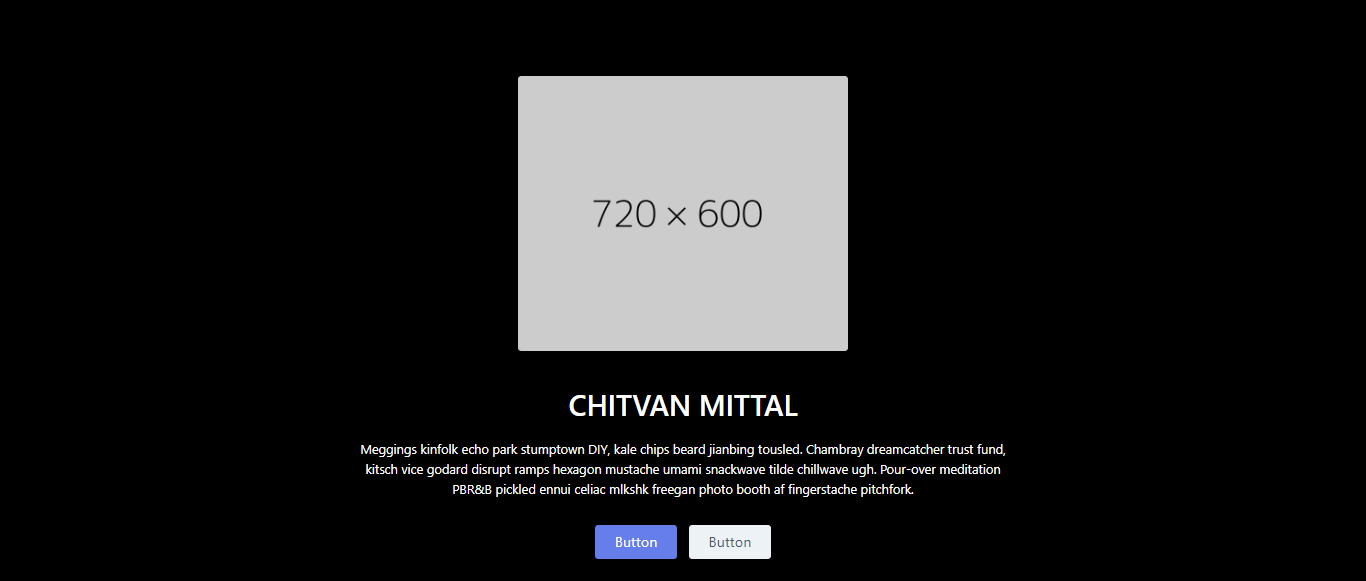 720 × 600
CHITVAN MITTAL
Meggings kinfolk echo park stumptown DIY, kale chips beard jianbing tousled. Chambray dreamcatcher trust fund,
kitsch vice godard disrupt ramps hexagon mustache umami snackwave tilde chillwave ugh. Pour-over meditation
PBR&B pickled ennui celiac mlkshk freegan photo booth af fingerstache pitchfork.
Button Button